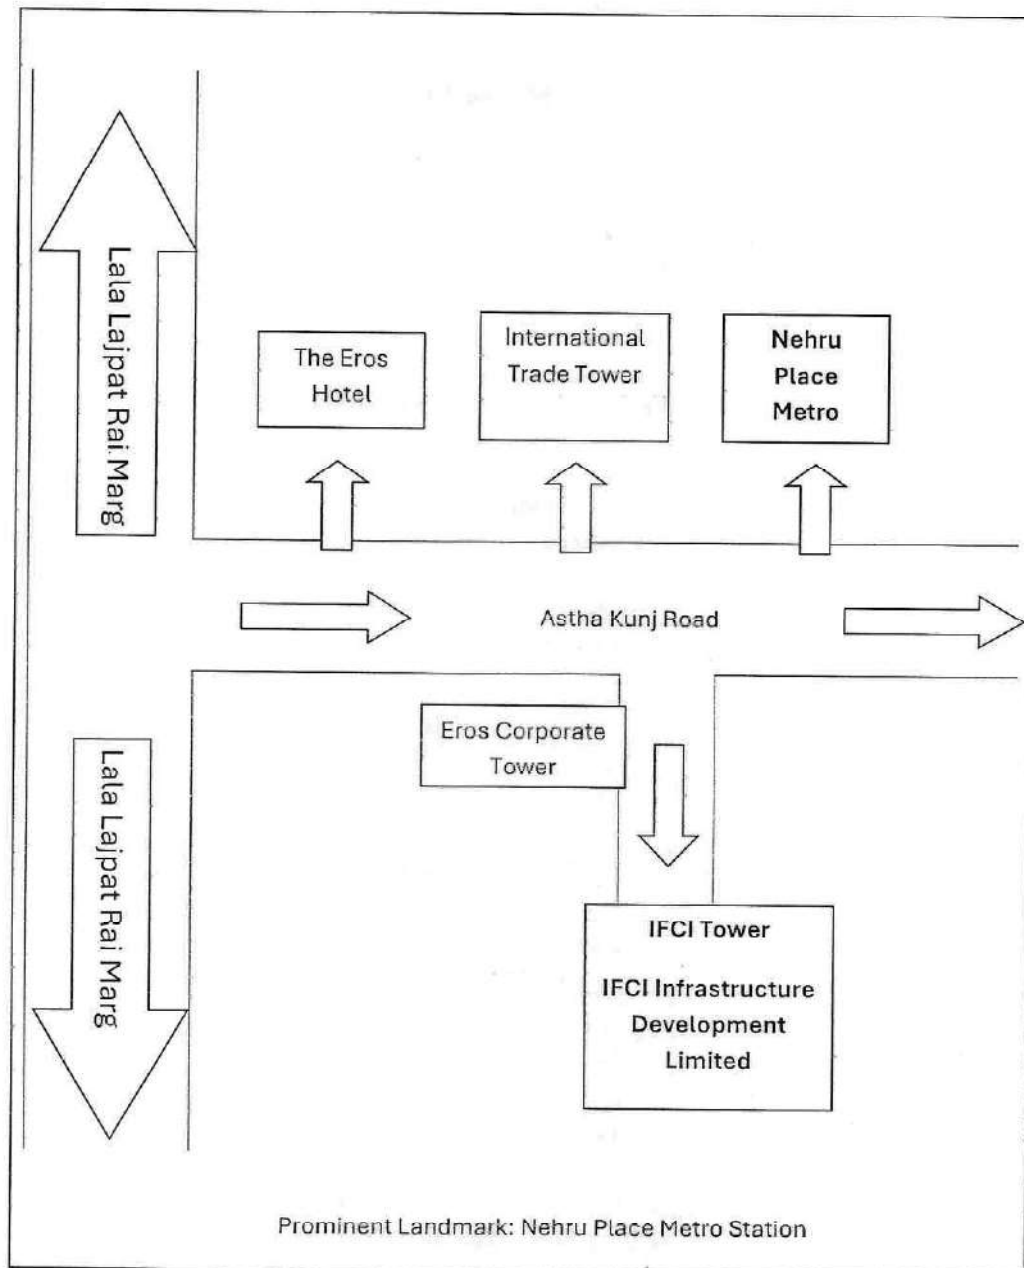 Lala Lajpat Rai Marg
The Eros
Hotel
International
Trade Tower
Nehru
Place
Metro
Astha Kunj Road
Eros Corporate
Tower
Lala Lajpat Rai Marg
IFCI Tower
IFCI Infrastructure
Development
Limited
Prominent Landmark: Nehru Place Metro Station